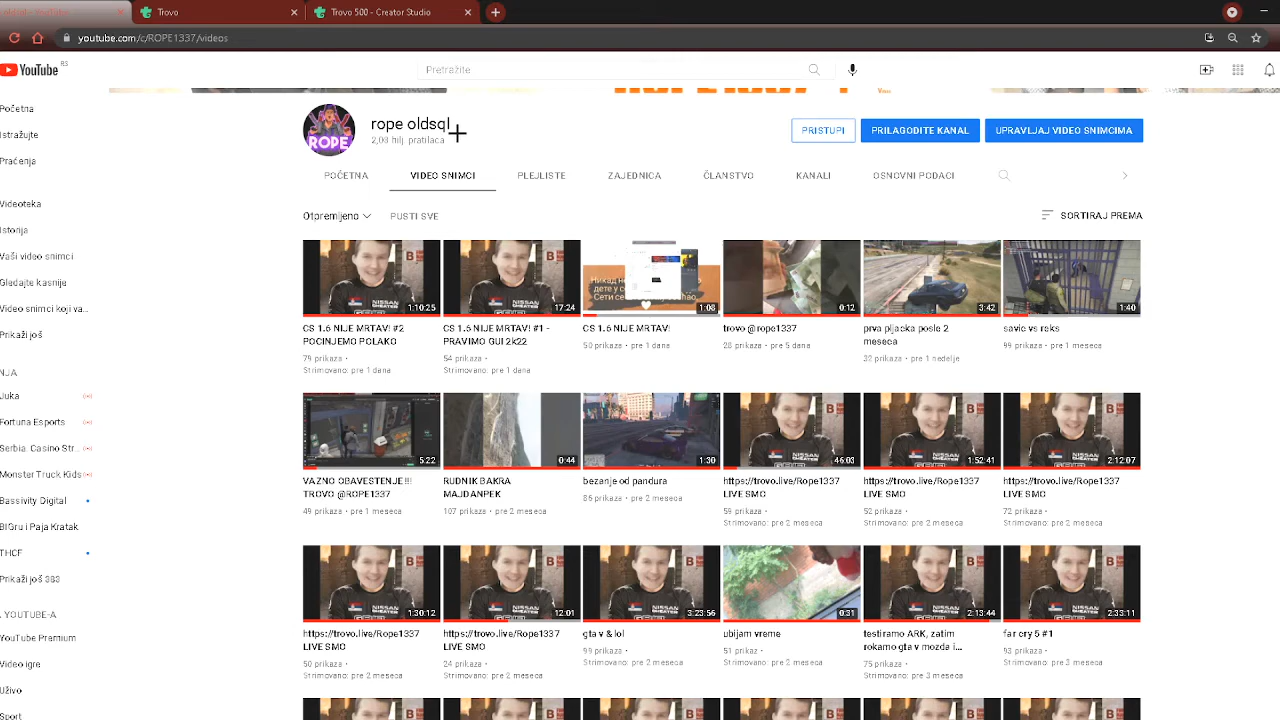 Trovo
Trovo 500 - Creator Studio
youtube.com/c/ROPE1337/videos
YouTube RS
Pretražite
Početna
Istražujte
Praćenja
Videoteka
Istorija
Vaši video snimci
Gledajte kasnije
Video snimci koji va...
Prikaži još
NJA
Juka
Fortuna Esports
Serbia. Casino Str...
Monster Truck Kids
Bassivity Digital
BIGru i Paja Kratak
THCF
Prikaži još 383
YOUTUBE-A
YouTube Premium
Video igre
Uživo
Sport
ROPE
rope oldsql
2,03 hilj. pratilaca
PRISTUPI
PRILAGODITE KANAL
UPRAVLJAJ VIDEO SNIMCIMA
POČETNA
VIDEO SNIMCI
PLEJLISTE
ZAJEDNICA
ČLANSTVO
KANALI
OSNOVNI PODACI
Otpremljeno
PUSTI SVE
SORTIRAJ PREMA
1:10:25
CS 1.6 NIJE MRTAV! #2
POCINJEMO POLAKO
79 prikaza •
Strimovano: pre 1 dana
17:24
CS 1.6 NIJE MRTAV! #1 -
PRAVIMO GUI 2k22
54 prikaza •
Strimovano: pre 1 dana
1:08
CS 1.6 NIJE MRTAV!
50 prikaza • pre 1 dana
0:12
trovo @rope1337
28 prikaza • pre 5 dana
3:42
prva pljacka posle 2
meseca
32 prikaza • pre 1 nedelje
1:40
savic vs reks
99 prikaza • pre 1 meseca
5:22
VAZNO OBAVESTENJE!!!
TROVO @ROPE1337
49 prikaza • pre 1 meseca
0:44
RUDNIK BAKRA
MAJDANPEK
107 prikaza • pre 2 meseca
1:30
bezanje od pandura
86 prikaza • pre 2 meseca
46:03
https://trovo.live/Rope1337
LIVE SMO
59 prikaza •
Strimovano: pre 2 meseca
1:52:41
https://trovo.live/Rope1337
LIVE SMO
52 prikaza •
Strimovano: pre 2 meseca
2:12:07
https://trovo.live/Rope1337
LIVE SMO
72 prikaza •
Strimovano: pre 2 meseca
1:30:12
https://trovo.live/Rope1337
LIVE SMO
50 prikaza •
Strimovano: pre 2 meseca
12:01
https://trovo.live/Rope1337
LIVE SMO
24 prikaza •
Strimovano: pre 2 meseca
3:23:56
gta v & lol
99 prikaza •
Strimovano: pre 2 meseca
0:31
ubijam vreme
51 prikaz •
Strimovano: pre 2 meseca
2:13:44
testiramo ARK, zatim
rokamo gta v mozda i...
75 prikaza •
Strimovano: pre 3 meseca
2:33:11
far cry 5 #1
93 prikaza •
Strimovano: pre 3 meseca